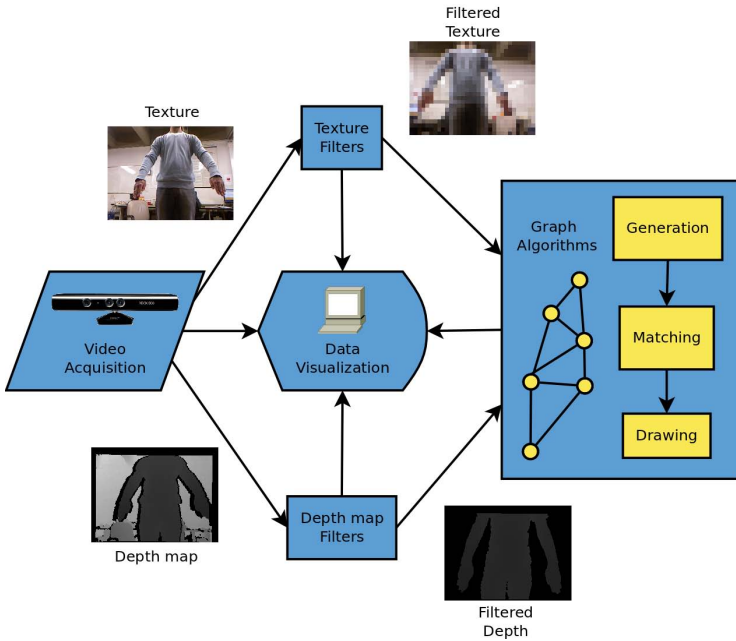 Filtered
Texture
Texture
Texture
Filters
Graph
Algorithms
Generation
Video
Acquisition
Data
Visualization
Matching
Drawing
Depth map
Depth map
Filters
Filtered
Depth